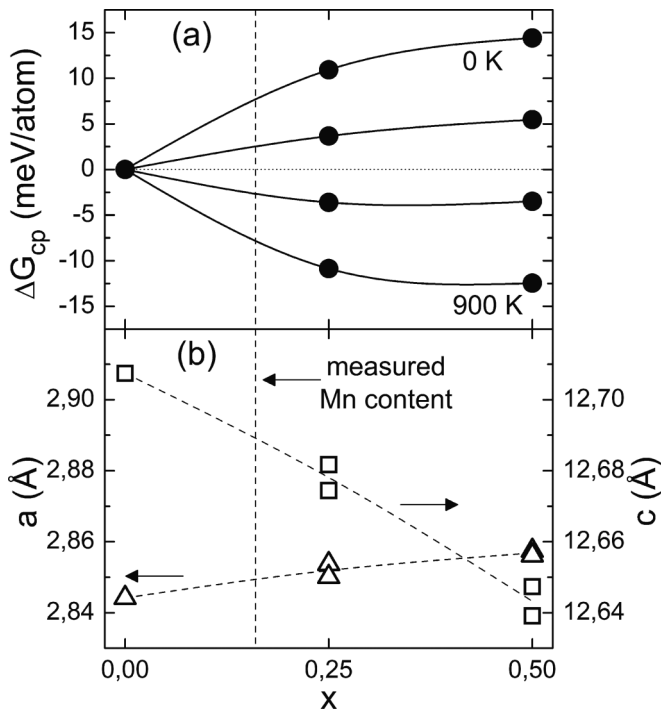 (a)
0 K
900 K
15
10
5
0
-5
-10
-15
ΔG_cp (meV/atom)
(b)
measured
Mn content
2,90
2,88
2,86
2,84
a (Å)
12,70
12,68
12,66
12,64
c (Å)
0,00 0,25 0,50
x